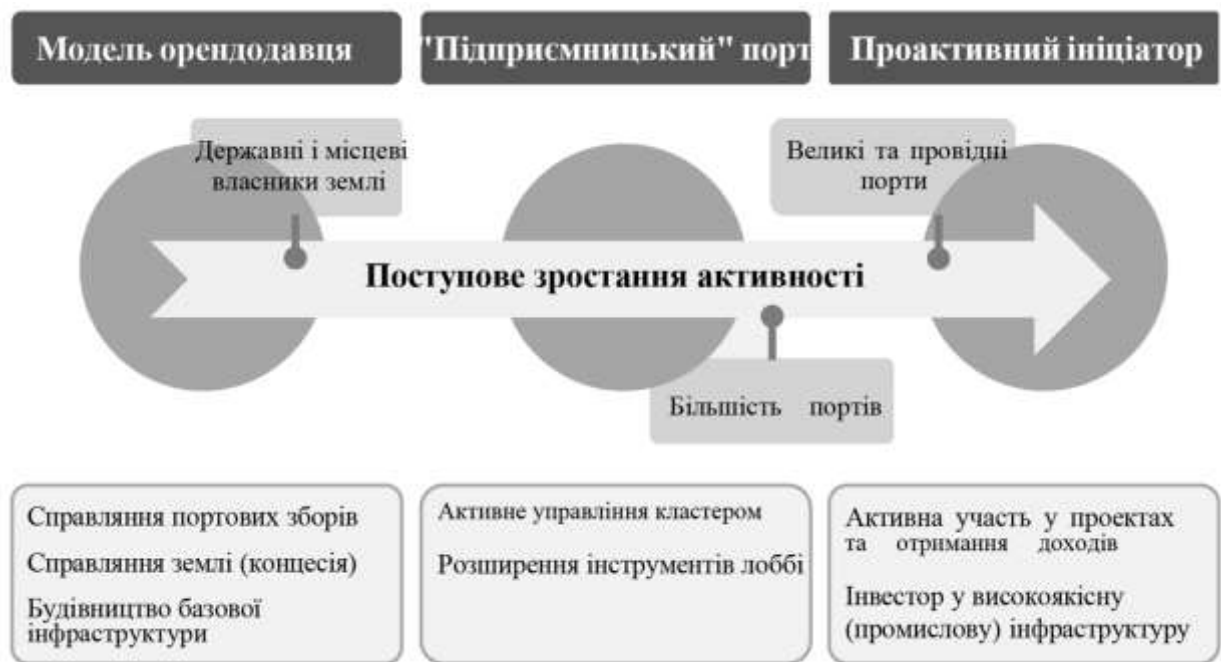 Модель орендодавця
"Підприємницький" порт
Проактивний ініціатор
Державні і місцеві
власники землі
Великі та провідні
порти
Поступове зростання активності
Більшість портів
Справляння портових зборів
Справляння землі (концесія)
Будівництво базової
інфраструктури
Активне управління кластером
Розширення інструментів лоббі
Активна участь у проектах
та отримання доходів
Інвестор у високоякісну
(промислову) інфраструктуру